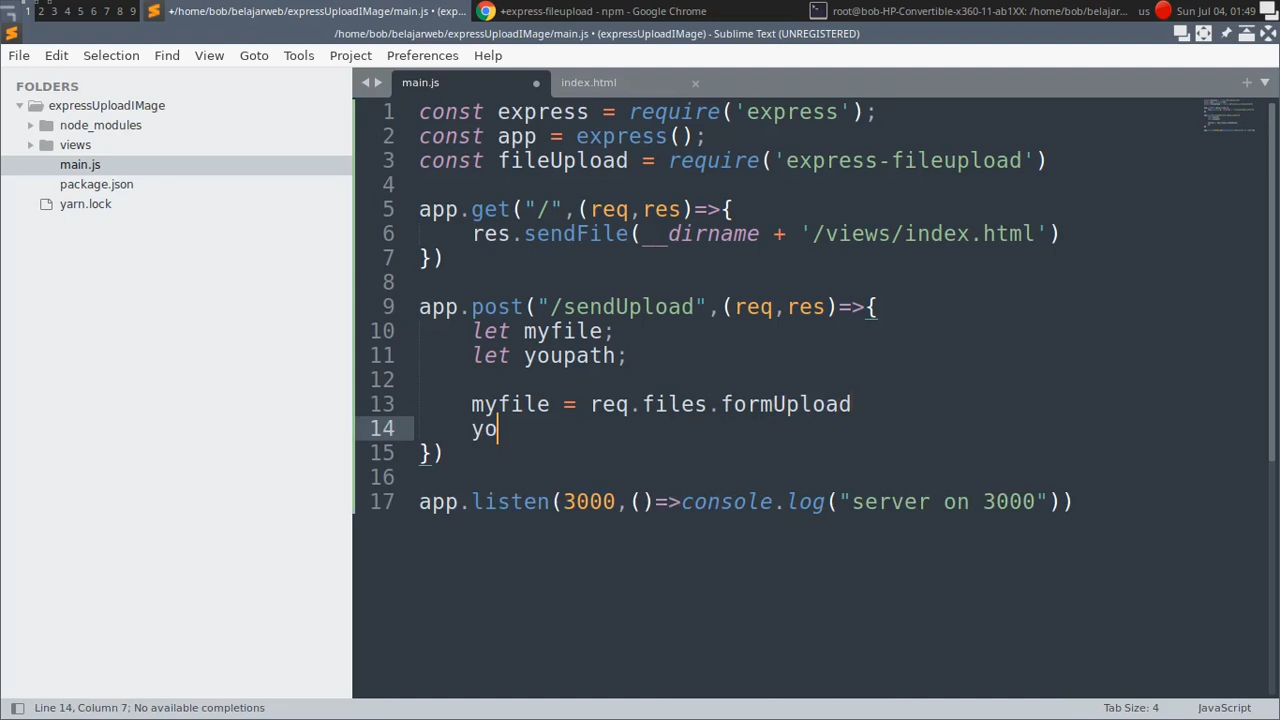 1 2 3 4 5 6 7 8 9 +/home/bob/belajarweb/expressUploadIMage/main.js • (exp... +express-fileupload - npm - Google Chrome root@bob-HP-Convertible-x360-11-ab1XX: /home/bob/belajar... us Sun Jul 04, 01:49
/home/bob/belajarweb/expressUploadIMage/main.js • (expressUploadIMage) - Sublime Text (UNREGISTERED)
File Edit Selection Find View Goto Tools Project Preferences Help
FOLDERS
expressUploadIMage
node_modules
views
main.js
package.json
yarn.lock
main.js index.html
1 const express = require('express');
2 const app = express();
3 const fileUpload = require('express-fileupload')
4
5 app.get("/",(req,res)=>{
6 res.sendFile(__dirname + '/views/index.html')
7 })
8
9 app.post("/sendUpload",(req,res)=>{
10 let myfile;
11 let youpath;
12
13 myfile = req.files.formUpload
14 yo
15 })
16
17 app.listen(3000,()=>console.log("server on 3000"))
Line 14, Column 7; No available completions Tab Size: 4 JavaScript